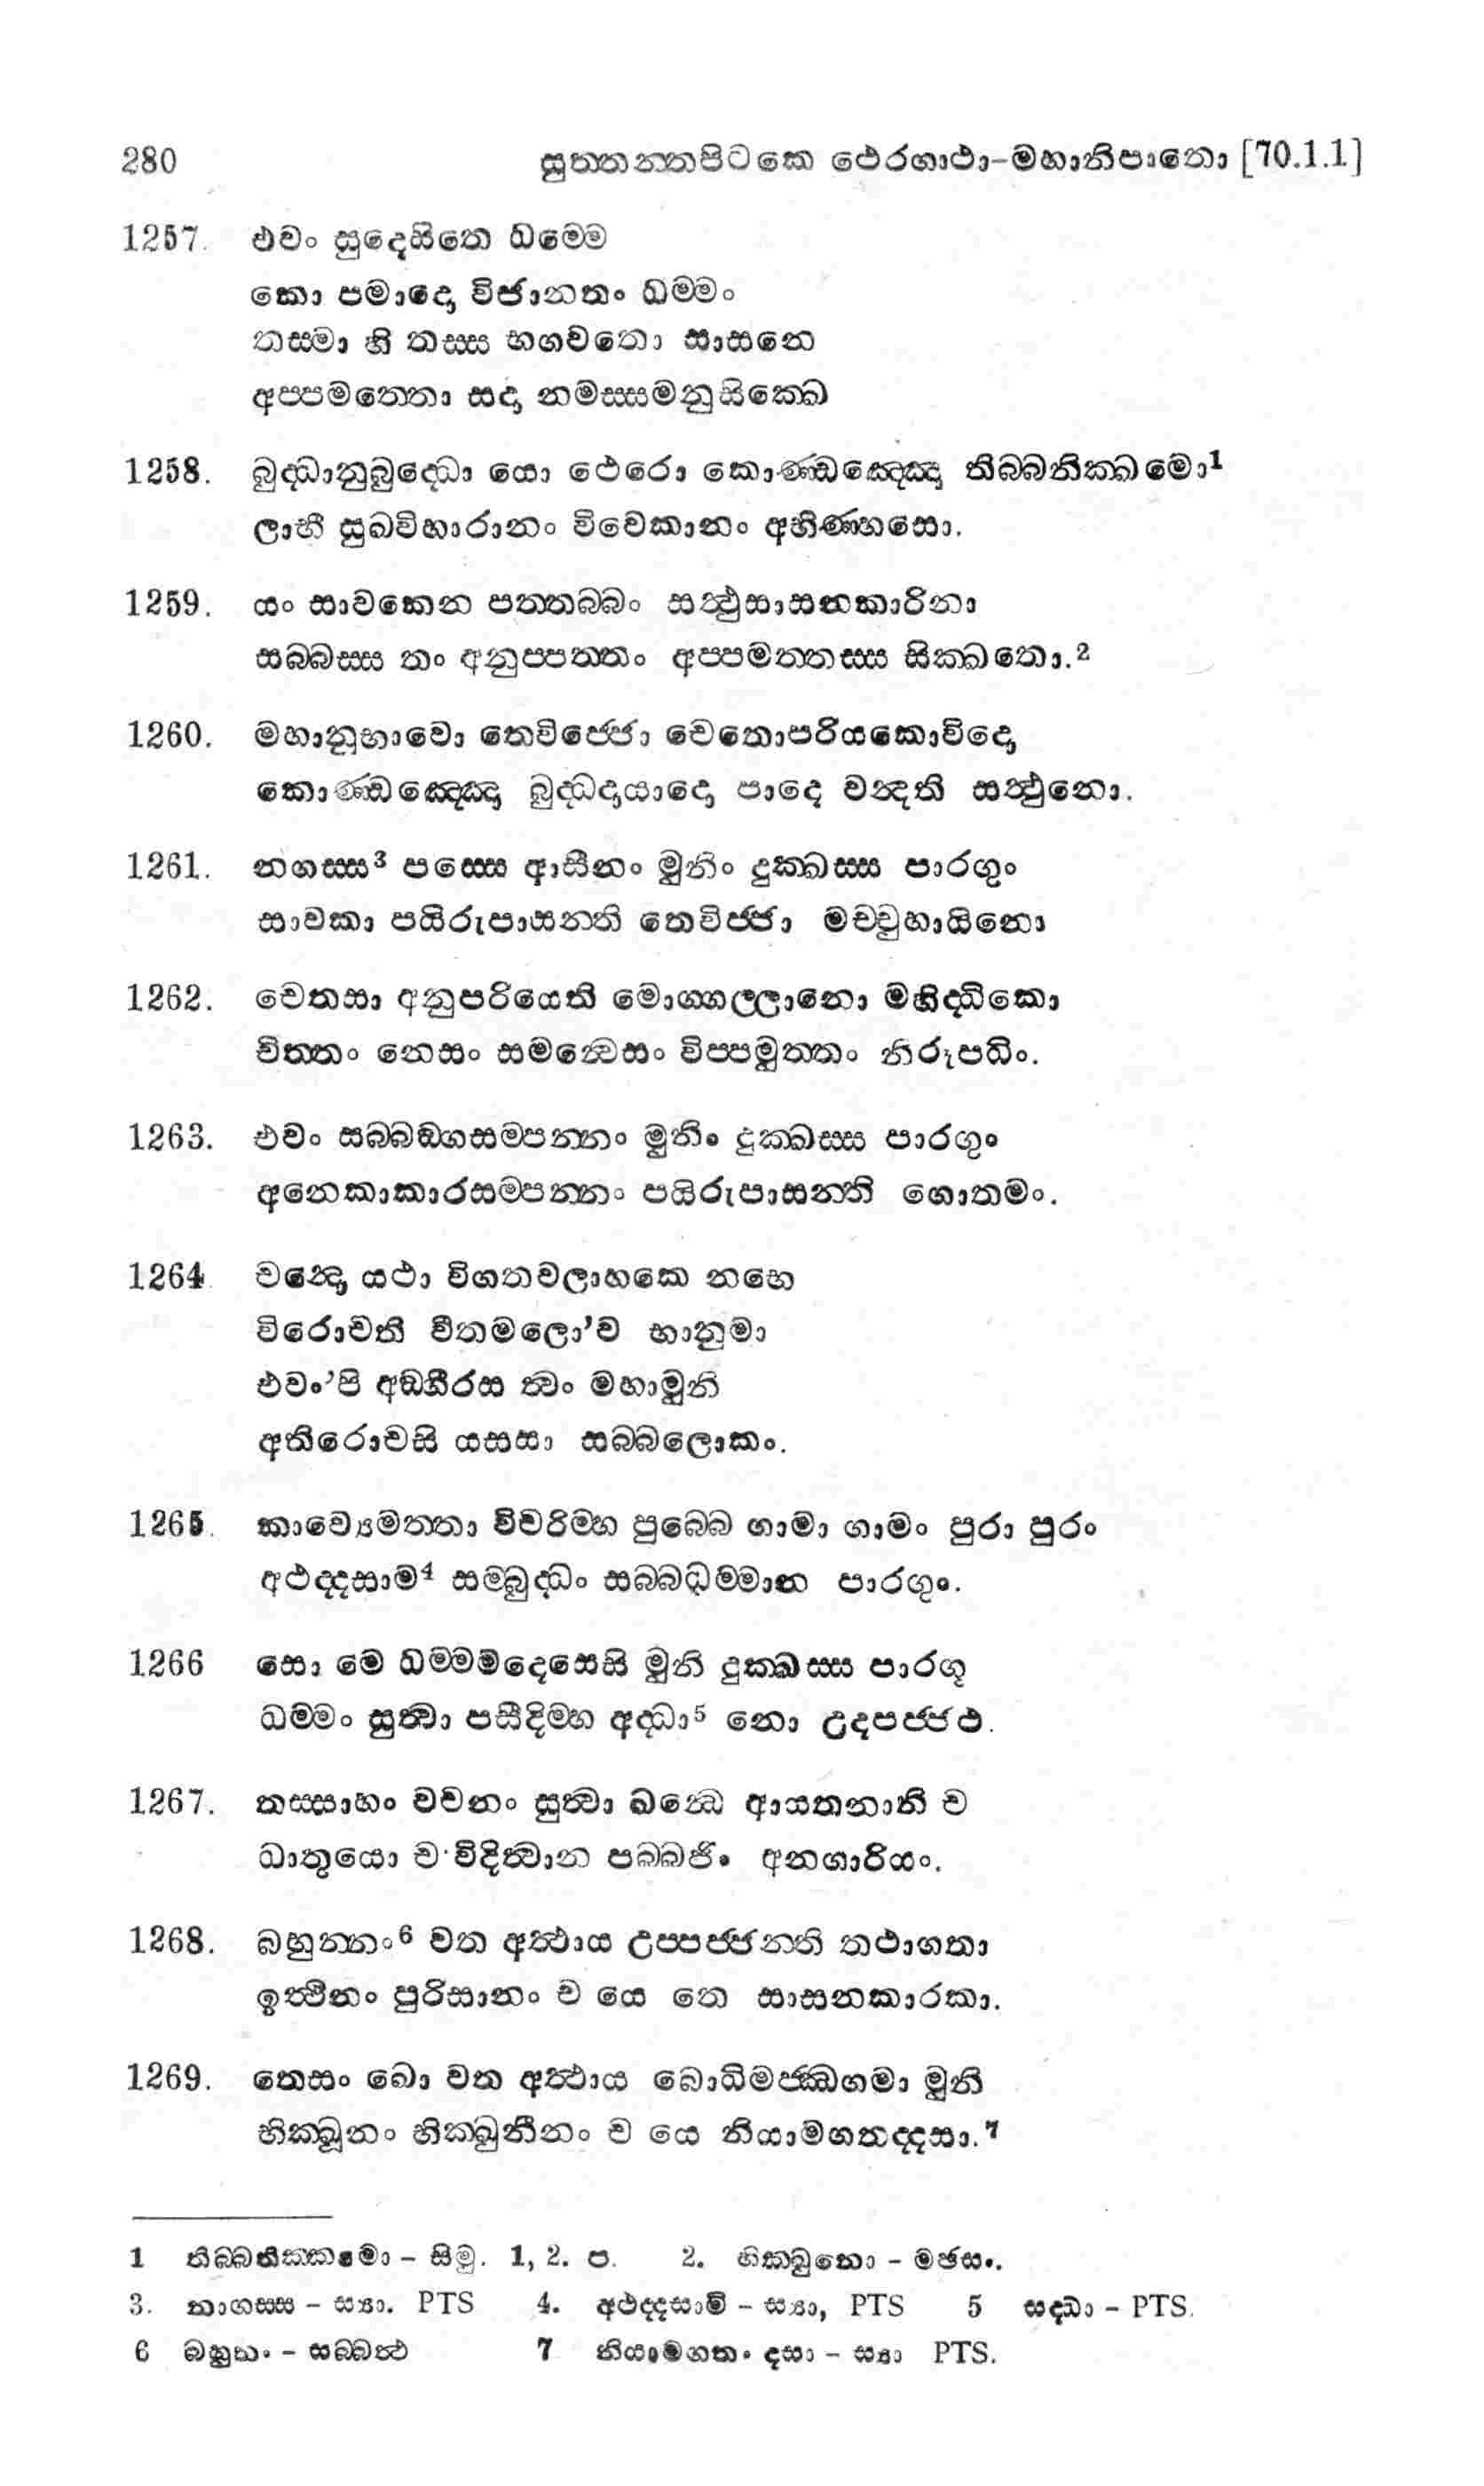 280 සුත්තන්තපිටකෙ ථෙරගාථා-මහානිපාතො [70.1.1]
1257. එවං සුදෙසිතෙ ධම්මෙ
කො පමාදො විජානතං ධම්මං
තස්මා හි තස්ස භගවතො සාසනෙ
අප්පමත්තො සදා නමස්සමනුසික්ඛෙ
1258. බුද්ධානුබුද්ධො යො ථෙරො කොණ්ඩඤ්ඤො තිබ්බනික්ඛමො¹
ලාභී සුඛවිහාරානං විවෙකානං අභිණ්හසො.
1259. යං සාවකෙන පත්තබ්බං සත්ථුසාසනකාරිනා
සබ්බස්ස තං අනුප්පත්තං අප්පමත්තස්ස සික්ඛතො.²
1260. මහානුභාවො තෙවිජ්ජො චෙතොපරියකොවිදො
කොණ්ඩඤ්ඤො බුද්ධදායාදො පාදෙ වන්දති සත්ථුනො.
1261. නගස්ස³ පස්සෙ ආසීනං මුනිං දුක්ඛස්ස පාරගුං
සාවකා පයිරුපාසන්ති තෙවිජ්ජා මච්චුහායිනො
1262. චෙතසා අනුපරියෙති මොග්ගල්ලානො මහිද්ධිකො
චිත්තං නෙසං සමන්වෙසං විප්පමුත්තං නිරූපධිං.
1263. එවං සබ්බඞ්ගසම්පන්නං මුනිං දුක්ඛස්ස පාරගුං
අනෙකාකාරසම්පන්නං පයිරුපාසන්ති ගොතමං.
1264. චන්දො යථා විගතවලාහකෙ නභෙ
විරොචති වීතමලො’ව භානුමා
එවං’පි අඞ්ගීරස ත්වං මහාමුනි
අතිරොචසි යසසා සබ්බලොකං.
1265. කාවෙය්‍යමත්තා විචරිම්හ පුබ්බෙ ගාමා ගාමං පුරා පුරං
අථද්දසාම⁴ සම්බුද්ධං සබ්බධම්මාන පාරගුං.
1266 සො මෙ ධම්මමදෙසෙසි මුනි දුක්ඛස්ස පාරගූ
ධම්මං සුත්වා පසීදිම්හ අද්ධා⁵ නො උදපජ්ජථ.
1267. තස්සාහං වචනං සුත්වා ඛන්ධෙ ආයතනානි ච
ධාතුයො ච විදිත්වාන පබ්බජිං අනගාරියං.
1268. බහුන්නං⁶ වත අත්ථාය උප්පජ්ජන්ති තථාගතා
ඉත්ථිනං පුරිසානං ච යෙ තෙ සාසනකාරකා.
1269. තෙසං ඛො වත අත්ථාය බොධිමජ්ඣගමා මුනි
භික්ඛූනං භික්ඛුනීනං ච යෙ නියාමගතද්දසා.⁷
1 තිබ්බනික්කමො - සිමු. 1, 2. ප. 2. භික්ඛුතො - මඡසං.
3. නාගස්ස - ස්‍යා. PTS 4. අථද්දසාමි - ස්‍යා, PTS 5 සද්ධා - PTS.
6 බහුනං - සබ්බත්ථ 7 නියාමගතං දසා - ස්‍යා PTS.